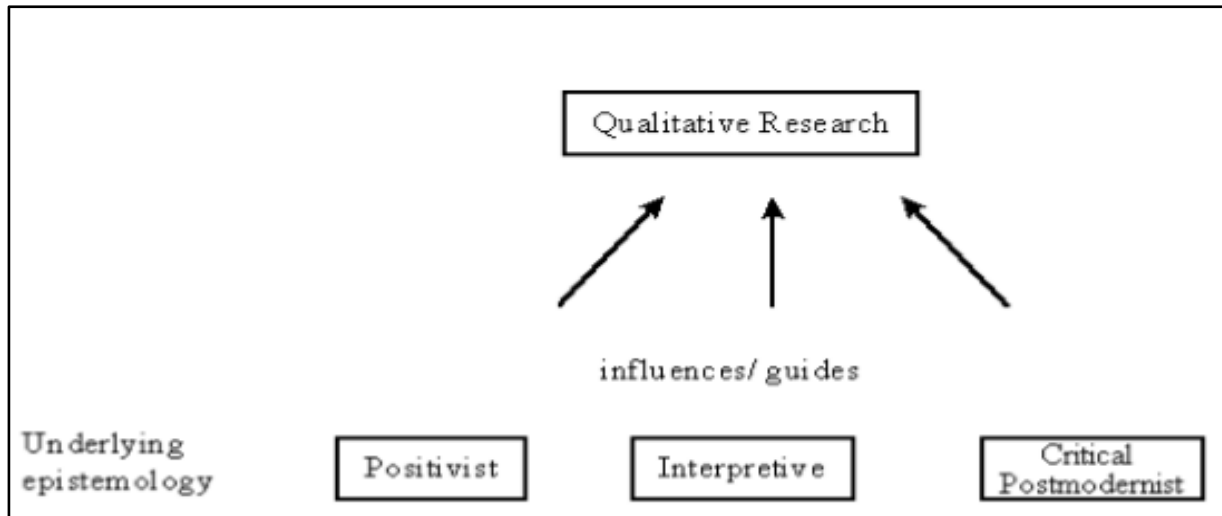 Qualitative Research
influences/ guides
Underlying
epistemology
Positivist
Interpretive
Critical
Postmodernist